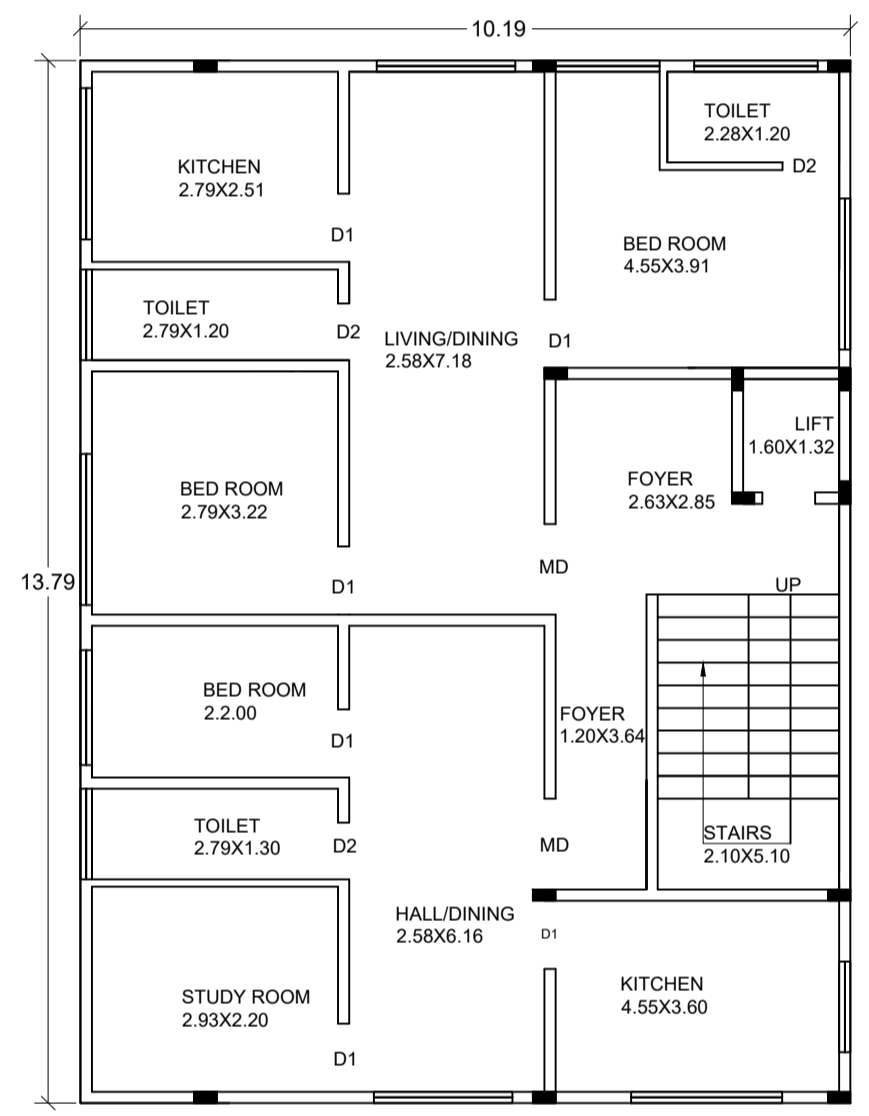 10.19
TOILET
2.28X1.20
D2
KITCHEN
2.79X2.51
D1
BED ROOM
4.55X3.91
TOILET
2.79X1.20
D2
LIVING/DINING
2.58X7.18
D1
LIFT
1.60X1.32
FOYER
2.63X2.85
BED ROOM
2.79X3.22
MD
13.79
D1
UP
BED ROOM
2.2.00
FOYER
1.20X3.64
D1
TOILET
2.79X1.30
D2
MD
STAIRS
2.10X5.10
HALL/DINING
2.58X6.16
D1
KITCHEN
4.55X3.60
STUDY ROOM
2.93X2.20
D1